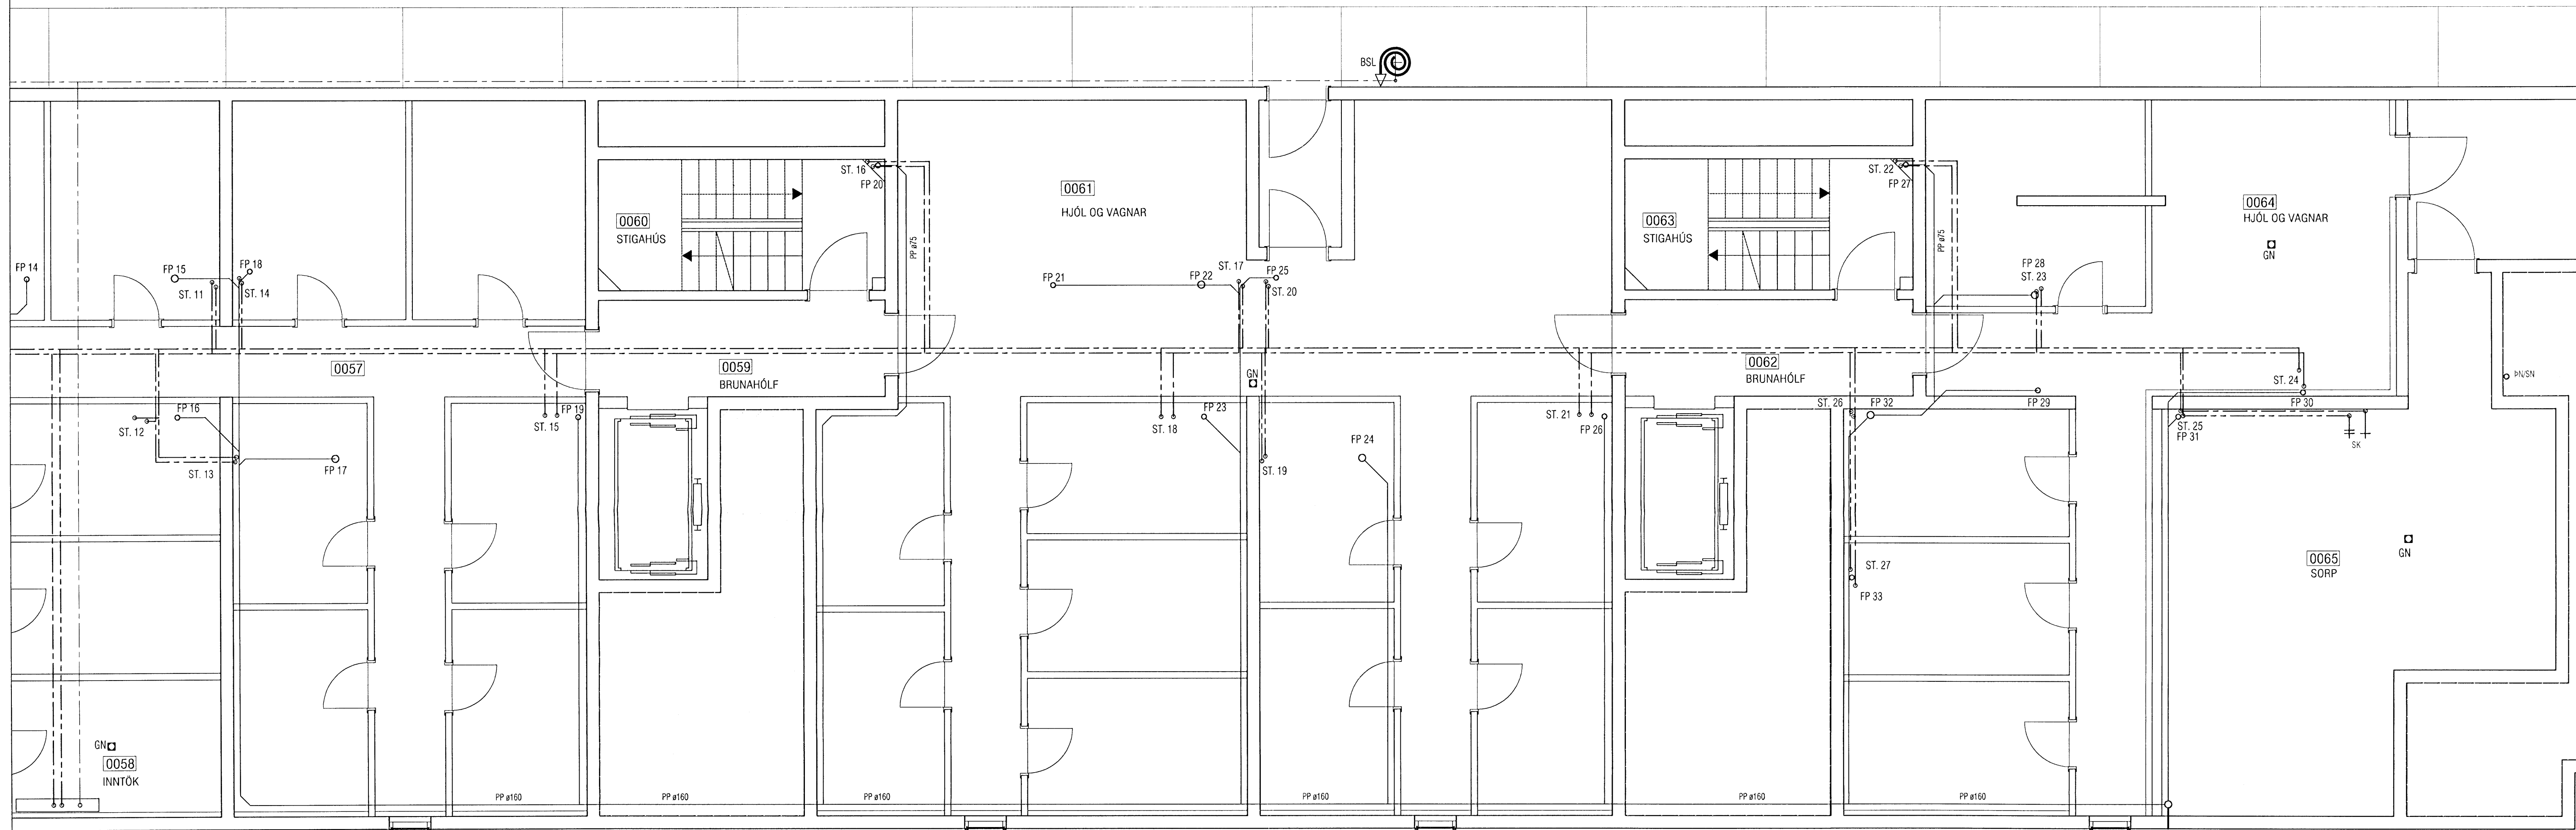 BSL
ST. 16
FP 20
0061
HJÓL OG VAGNAR
0060
STIGAHÚS
PP ø75
ST. 22
FP 27
0063
STIGAHÚS
PP ø75
0064
HJÓL OG VAGNAR
GN
FP 14
FP 15
FP 18
ST. 11
ST. 14
FP 21
FP 22
ST. 17
FP 25
ST. 20
FP 28
ST. 23
0057
0059
BRUNAHÓLF
GN
0062
BRUNAHÓLF
ST. 24
ÞN/SN
FP 16
ST. 12
ST. 13
FP 17
ST. 15
FP 19
ST. 18
FP 23
ST. 19
FP 24
ST. 21
FP 26
ST. 26
FP 32
FP 29
FP 30
ST. 25
FP 31
SK
ST. 27
FP 33
GN
0065
SORP
GN
0058
INNTÖK
PP ø160
PP ø160
PP ø160
PP ø160
PP ø160
PP ø160